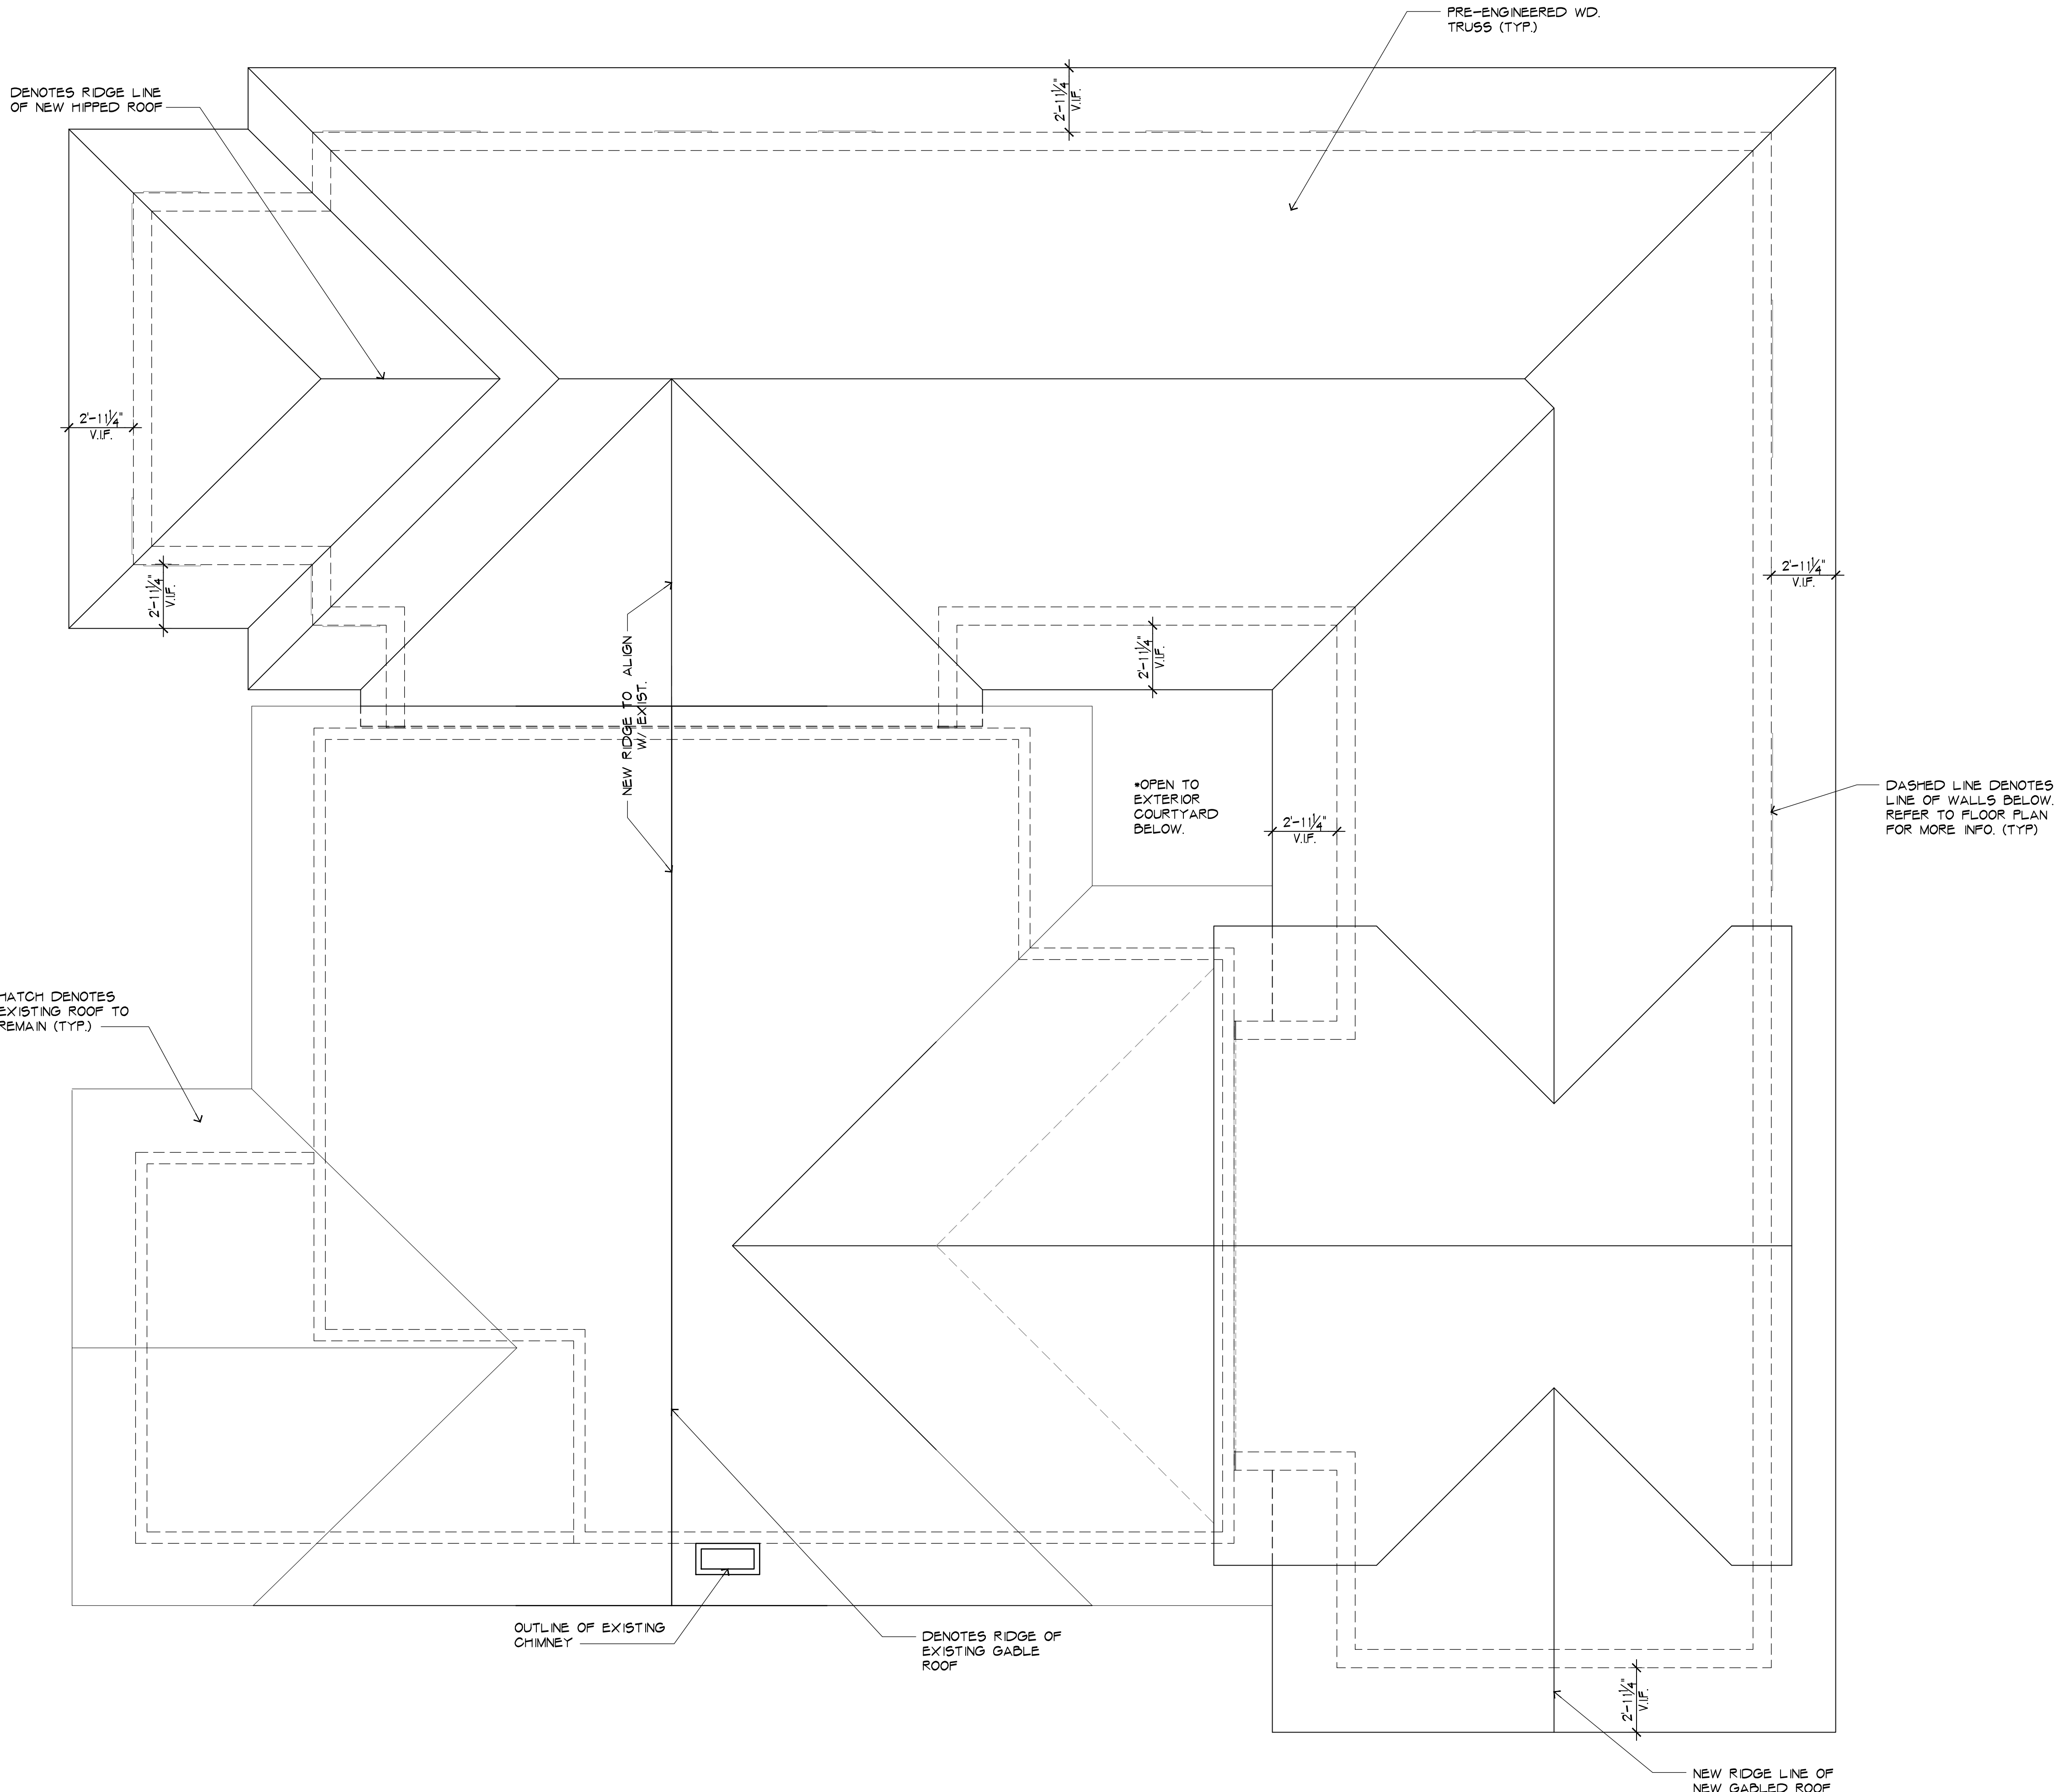 PRE-ENGINEERED WD.
TRUSS (TYP.)
DENOTES RIDGE LINE
OF NEW HIPPED ROOF
2'-11¼"
V.I.F.
2'-11¼"
V.I.F.
2'-11¼"
V.I.F.
2'-11¼"
V.I.F.
2'-11¼"
V.I.F.
NEW RIDGE TO ALIGN
W/ EXIST.
*OPEN TO
EXTERIOR
COURTYARD
BELOW.
2'-11¼"
V.I.F.
DASHED LINE DENOTES
LINE OF WALLS BELOW.
REFER TO FLOOR PLAN
FOR MORE INFO. (TYP)
HATCH DENOTES
EXISTING ROOF TO
REMAIN (TYP.)
OUTLINE OF EXISTING
CHIMNEY
DENOTES RIDGE OF
EXISTING GABLE
ROOF
2'-11¼"
V.I.F.
NEW RIDGE LINE OF
NEW GABLED ROOF